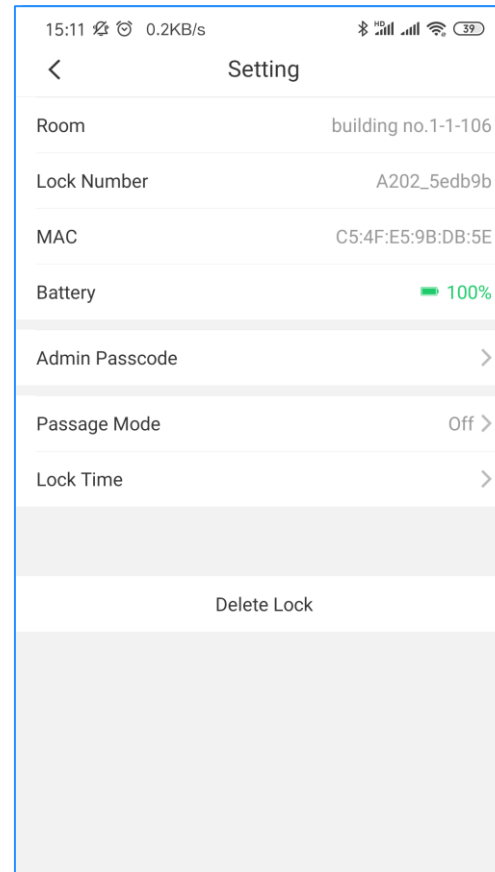 15:11 0.2KB/s HD 39
Setting
Room building no.1-1-106
Lock Number A202_5edb9b
MAC C5:4F:E5:9B:DB:5E
Battery 100%
Admin Passcode
Passage Mode Off
Lock Time
Delete Lock